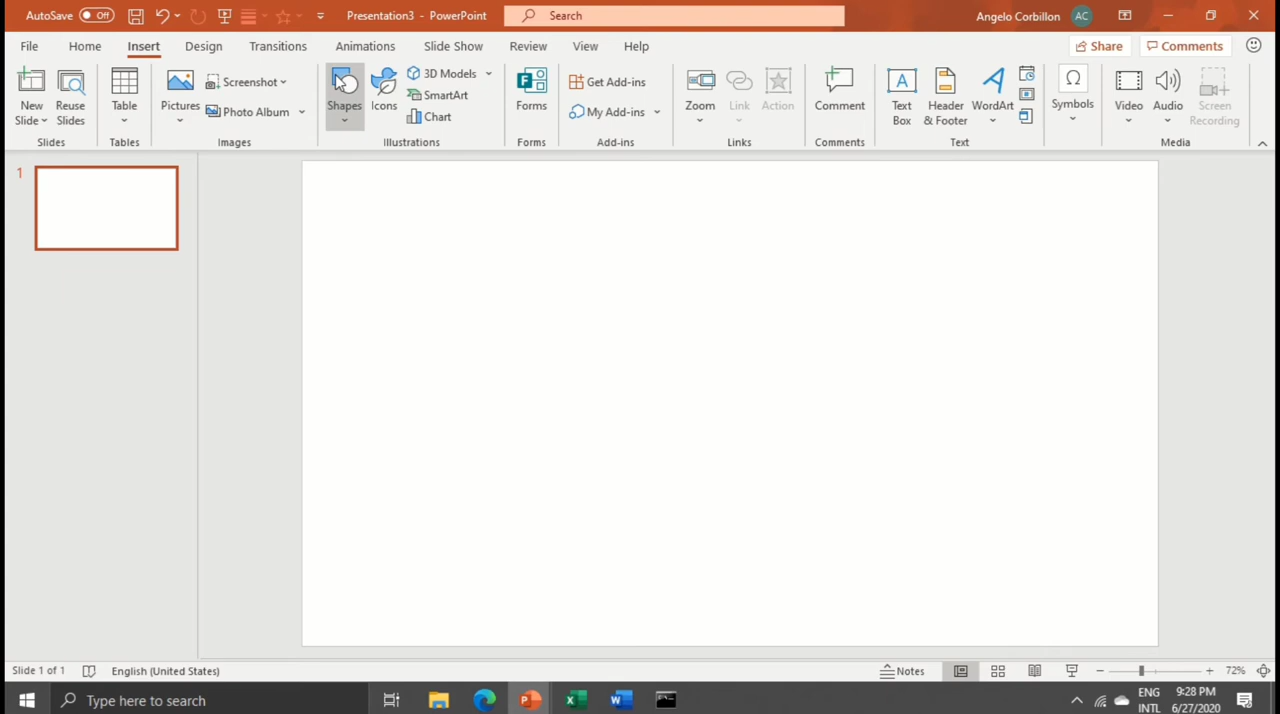 AutoSave Off Presentation3 - PowerPoint Search Angelo Corbillon AC
File Home Insert Design Transitions Animations Slide Show Review View Help Share Comments
New Slide
Reuse Slides
Slides
Table
Tables
Pictures
Screenshot
Photo Album
Images
Shapes
Icons
3D Models
SmartArt
Chart
Illustrations
F
Forms
Forms
Get Add-ins
My Add-ins
Add-ins
Zoom
Link
Action
Links
Comment
Comments
A
Text Box
Header & Footer
A
WordArt
Text
Ω
Symbols
Video
Audio
Screen Recording
Media
1
Slide 1 of 1 English (United States) Notes 72%
Type here to search P X W ENG INTL 9:28 PM 6/27/2020